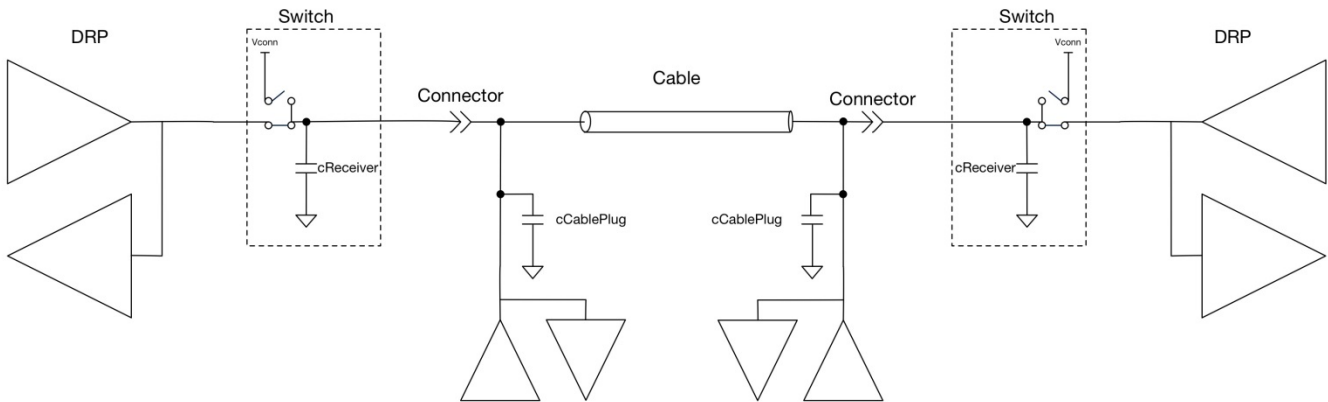 Switch
Switch
DRP
Vconn
Vconn
DRP
Cable
Connector
Connector
cReceiver
cReceiver
cCablePlug
cCablePlug